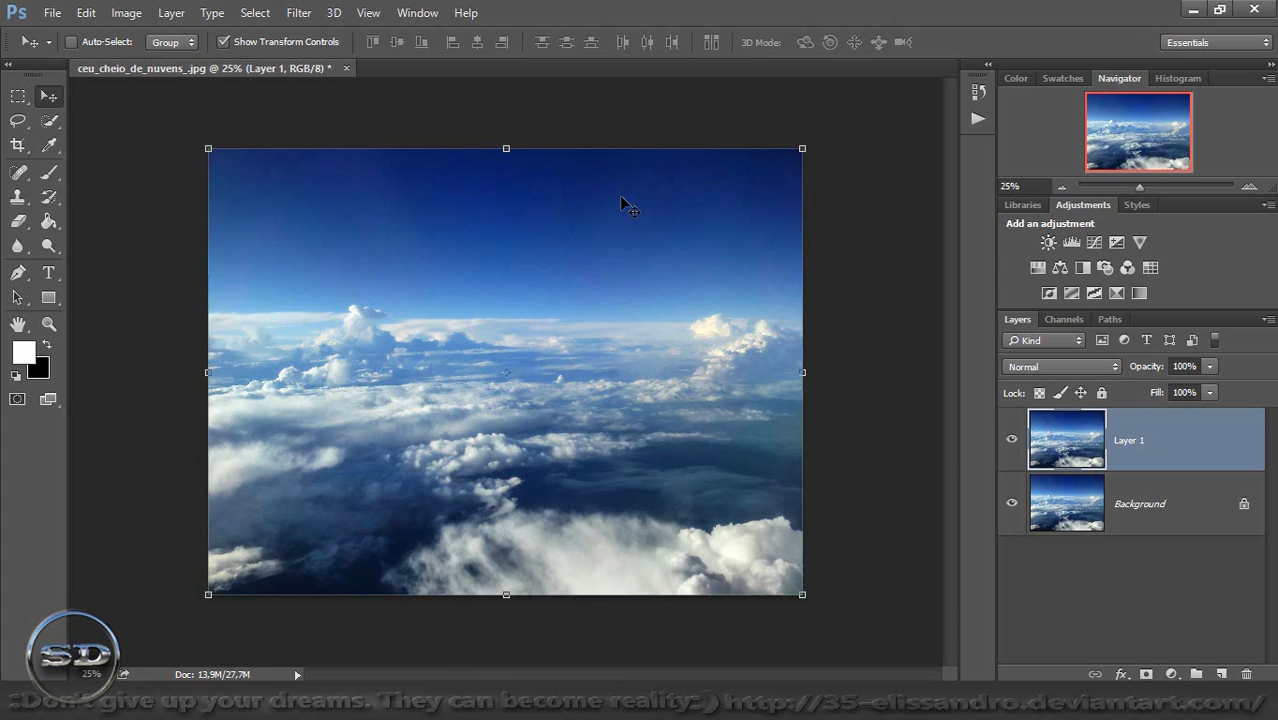 Ps File Edit Image Layer Type Select Filter 3D View Window Help
Auto-Select: Group Show Transform Controls 3D Mode: Essentials
ceu_cheio_de_nuvens_.jpg @ 25% (Layer 1, RGB/8) * ×
Color Swatches Navigator Histogram
25%
Libraries Adjustments Styles
Add an adjustment
Layers Channels Paths
Kind
Normal Opacity: 100%
Lock: Fill: 100%
Layer 1
Background
SD
25% Doc: 13,9M/27,7M
sDon't give up your dreams. They can become reality:) http://35-elissandro.deviantart.com/